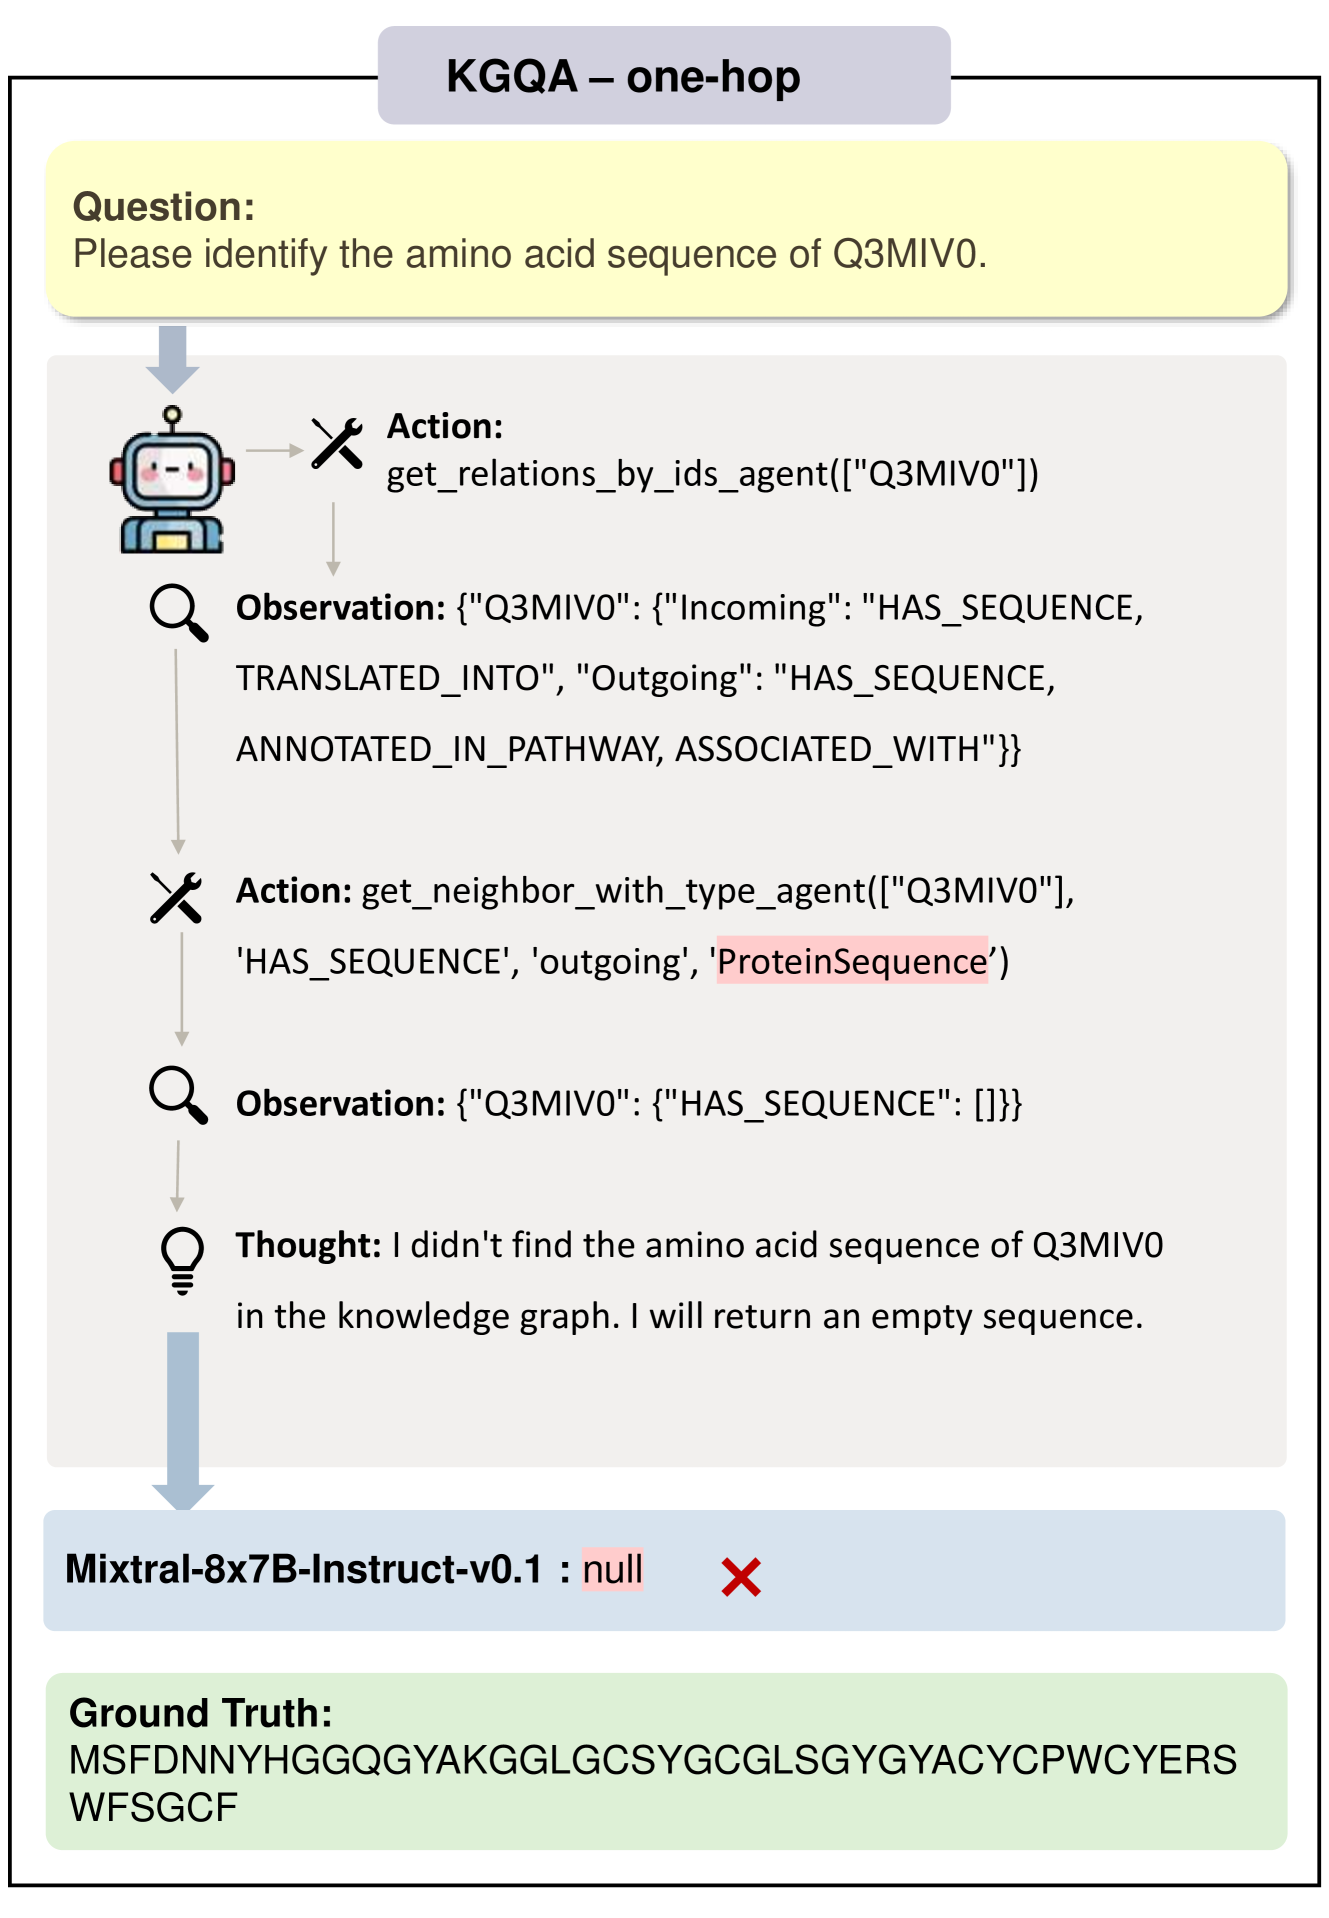 KGQA – one-hop
Question:
Please identify the amino acid sequence of Q3MIV0.
Action:
get_relations_by_ids_agent(["Q3MIV0"])
Observation: {"Q3MIV0": {"Incoming": "HAS_SEQUENCE,
TRANSLATED_INTO", "Outgoing": "HAS_SEQUENCE,
ANNOTATED_IN_PATHWAY, ASSOCIATED_WITH"}}
Action: get_neighbor_with_type_agent(["Q3MIV0"],
'HAS_SEQUENCE', 'outgoing', 'ProteinSequence’)
Observation: {"Q3MIV0": {"HAS_SEQUENCE": []}}
Thought: I didn't find the amino acid sequence of Q3MIV0
in the knowledge graph. I will return an empty sequence.
Mixtral-8x7B-Instruct-v0.1 : null
Ground Truth:
MSFDNNYHGGQGYAKGGLGCSYGCGLSGYGYACYCPWCYERS
WFSGCF